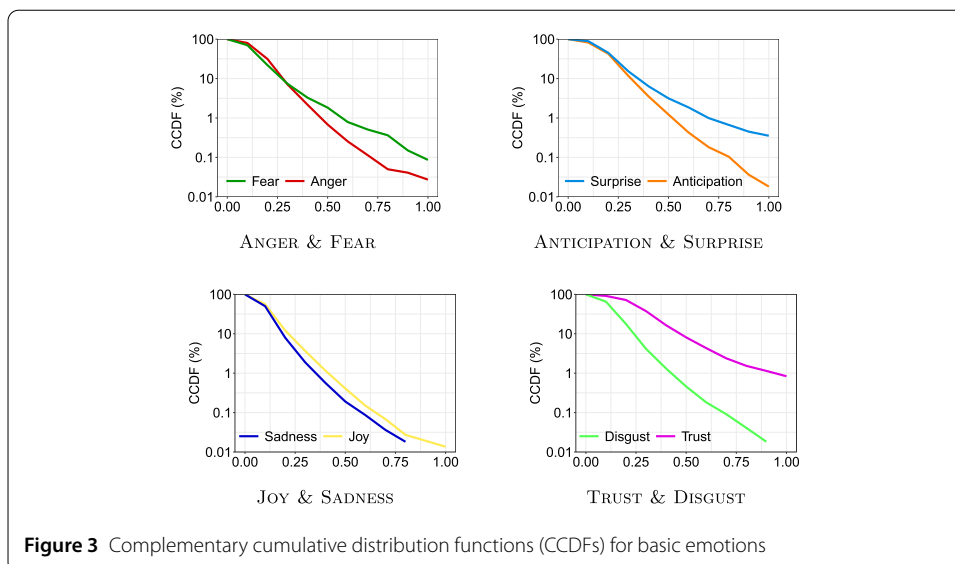 100
10
1
0.1
0.01
CCDF (%)
Fear Anger
0.00 0.25 0.50 0.75 1.00
ANGER & FEAR
100
10
1
0.1
0.01
CCDF (%)
Surprise Anticipation
0.00 0.25 0.50 0.75 1.00
ANTICIPATION & SURPRISE
100
10
1
0.1
0.01
CCDF (%)
Sadness Joy
0.00 0.25 0.50 0.75 1.00
JOY & SADNESS
100
10
1
0.1
0.01
CCDF (%)
Disgust Trust
0.00 0.25 0.50 0.75 1.00
TRUST & DISGUST
Figure 3 Complementary cumulative distribution functions (CCDFs) for basic emotions